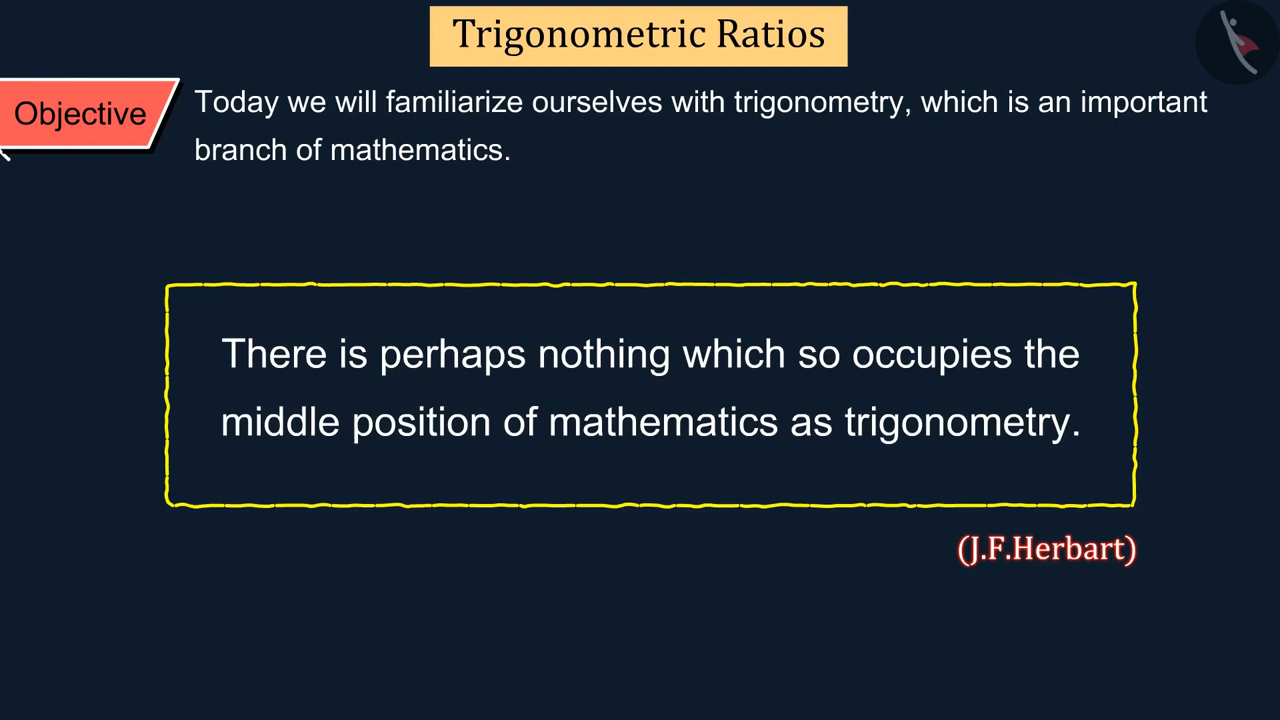 Trigonometric Ratios
Objective
Today we will familiarize ourselves with trigonometry, which is an important
branch of mathematics.
There is perhaps nothing which so occupies the
middle position of mathematics as trigonometry.
(J.F.Herbart)